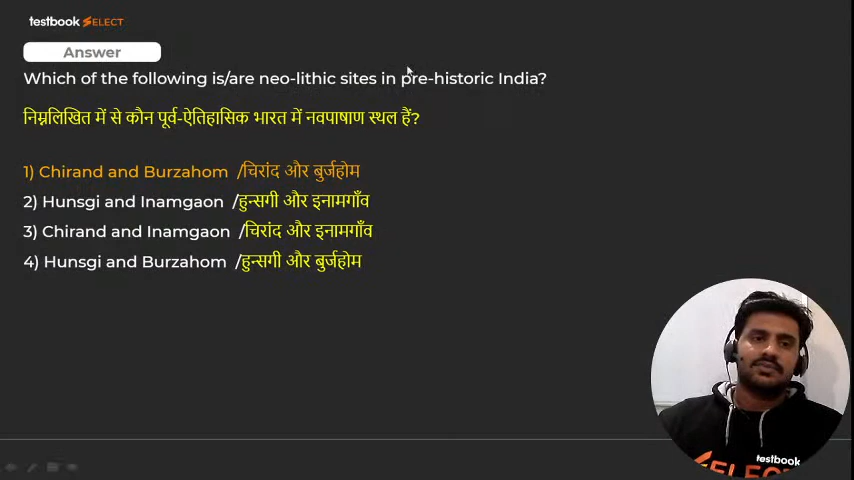 testbook SELECT
Answer
Which of the following is/are neo-lithic sites in pre-historic India?
निम्नलिखित में से कौन पूर्व-ऐतिहासिक भारत में नवपाषाण स्थल हैं?
1) Chirand and Burzahom /चिरांद और बुर्जहोम
2) Hunsgi and Inamgaon /हुन्सगी और इनामगाँव
3) Chirand and Inamgaon /चिरांद और इनामगाँव
4) Hunsgi and Burzahom /हुन्सगी और बुर्जहोम
testbook
SELECT